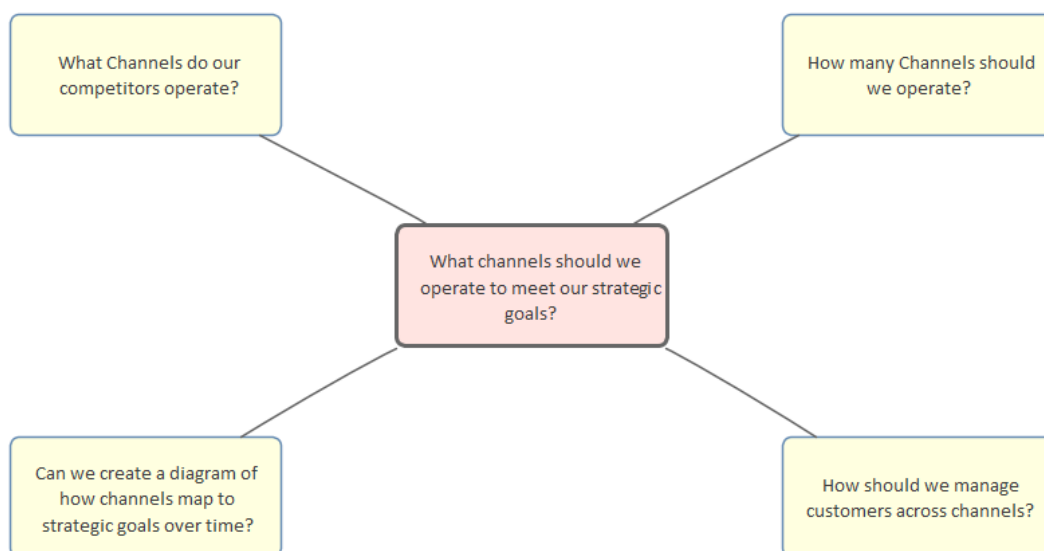 What Channels do our
competitors operate?
How many Channels should
we operate?
What channels should we
operate to meet our strategic
goals?
Can we create a diagram of
how channels map to
strategic goals over time?
How should we manage
customers across channels?